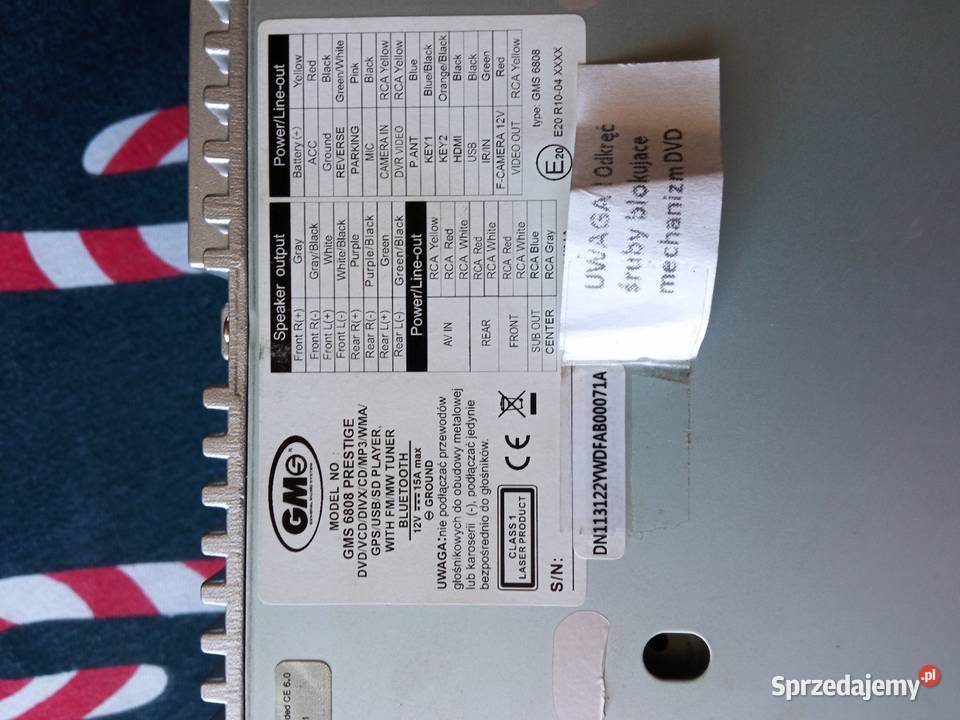 GMS
MODEL NO :
GMS 6808 PRESTIGE
DVD/VCD/DIVX/CD/MP3/WMA/
GPS/USB/SD PLAYER,
WITH FM/MW TUNER
BLUETOOTH
12V 15A max
⊖ GROUND
UWAGA:nie podłączać przewodów
głośnikowych do obudowy metalowej
lub karoserii (-), podłączać jedynie
bezpośrednio do głośników.
CLASS 1
LASER PRODUCT
CE
S/N:
Speaker output
Front R(+) Gray
Front R(-) Gray/Black
Front L(+) White
Front L(-) White/Black
Rear R(+) Purple
Rear R(-) Purple/Black
Rear L(+) Green
Rear L(-) Green/Black
Power/Line-out
AV IN RCA Yellow
RCA Red
RCA White
REAR RCA Red
RCA White
FRONT RCA Red
RCA White
SUB OUT RCA Blue
CENTER RCA Gray
Power/Line-out
Battery (+) Yellow
ACC Red
Ground Black
REVERSE Green/White
PARKING Pink
MIC Black
CAMERA IN RCA Yellow
DVR VIDEO RCA Yellow
P.ANT Blue
KEY1 Blue/Black
KEY2 Orange/Black
HDMI Black
USB Black
IR/IN Green
F-CAMERA 12V Red
VIDEO OUT RCA Yellow
type: GMS 6808
E20 E20 R10-04 XXXX
UWAGA! Odkręć
śruby blokujące
mechanizm DVD
DN113122YWDFAB00071A
ded CE 6.0
Sprzedajemy.pl